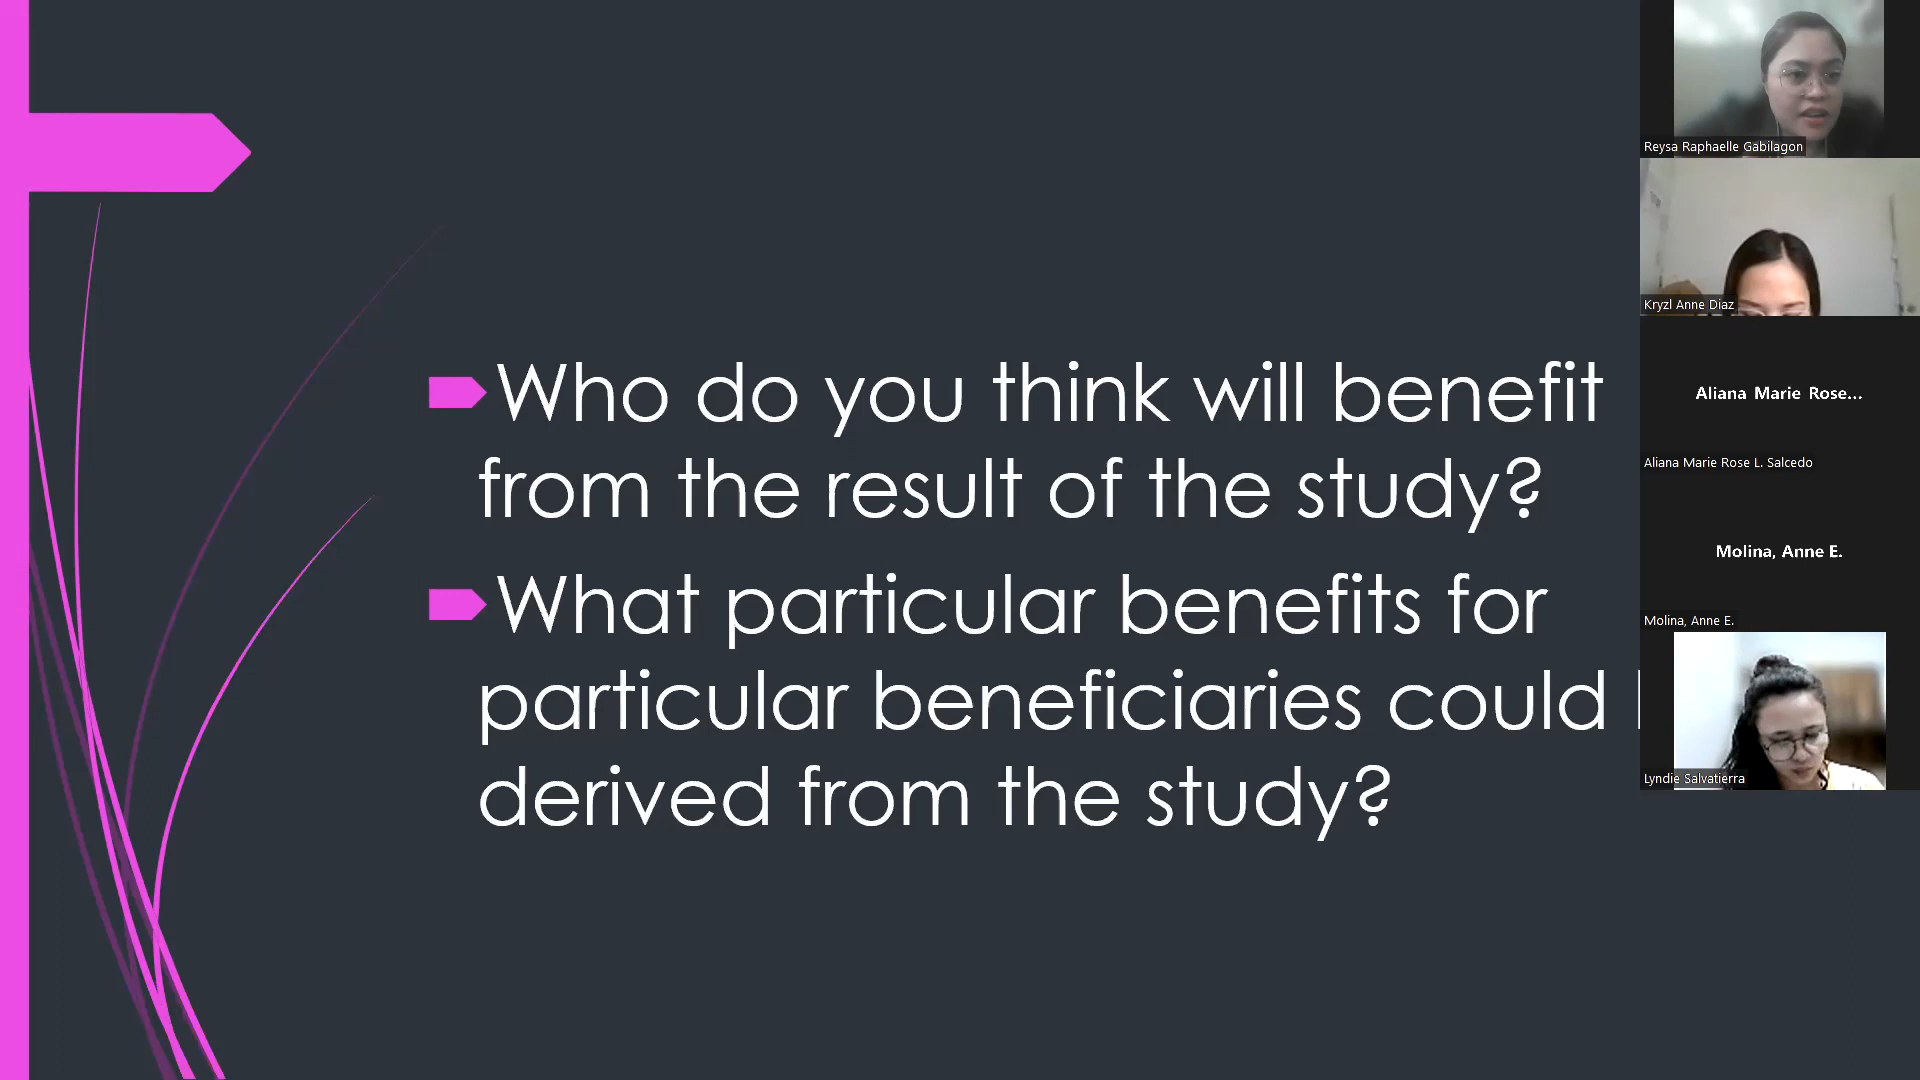 Who do you think will benefit
from the result of the study?
What particular benefits for
particular beneficiaries could
derived from the study?
Reysa Raphaelle Gabilagon
Kryzl Anne Diaz
Aliana Marie Rose...
Aliana Marie Rose L. Salcedo
Molina, Anne E.
Molina, Anne E.
Lyndie Salvatierra